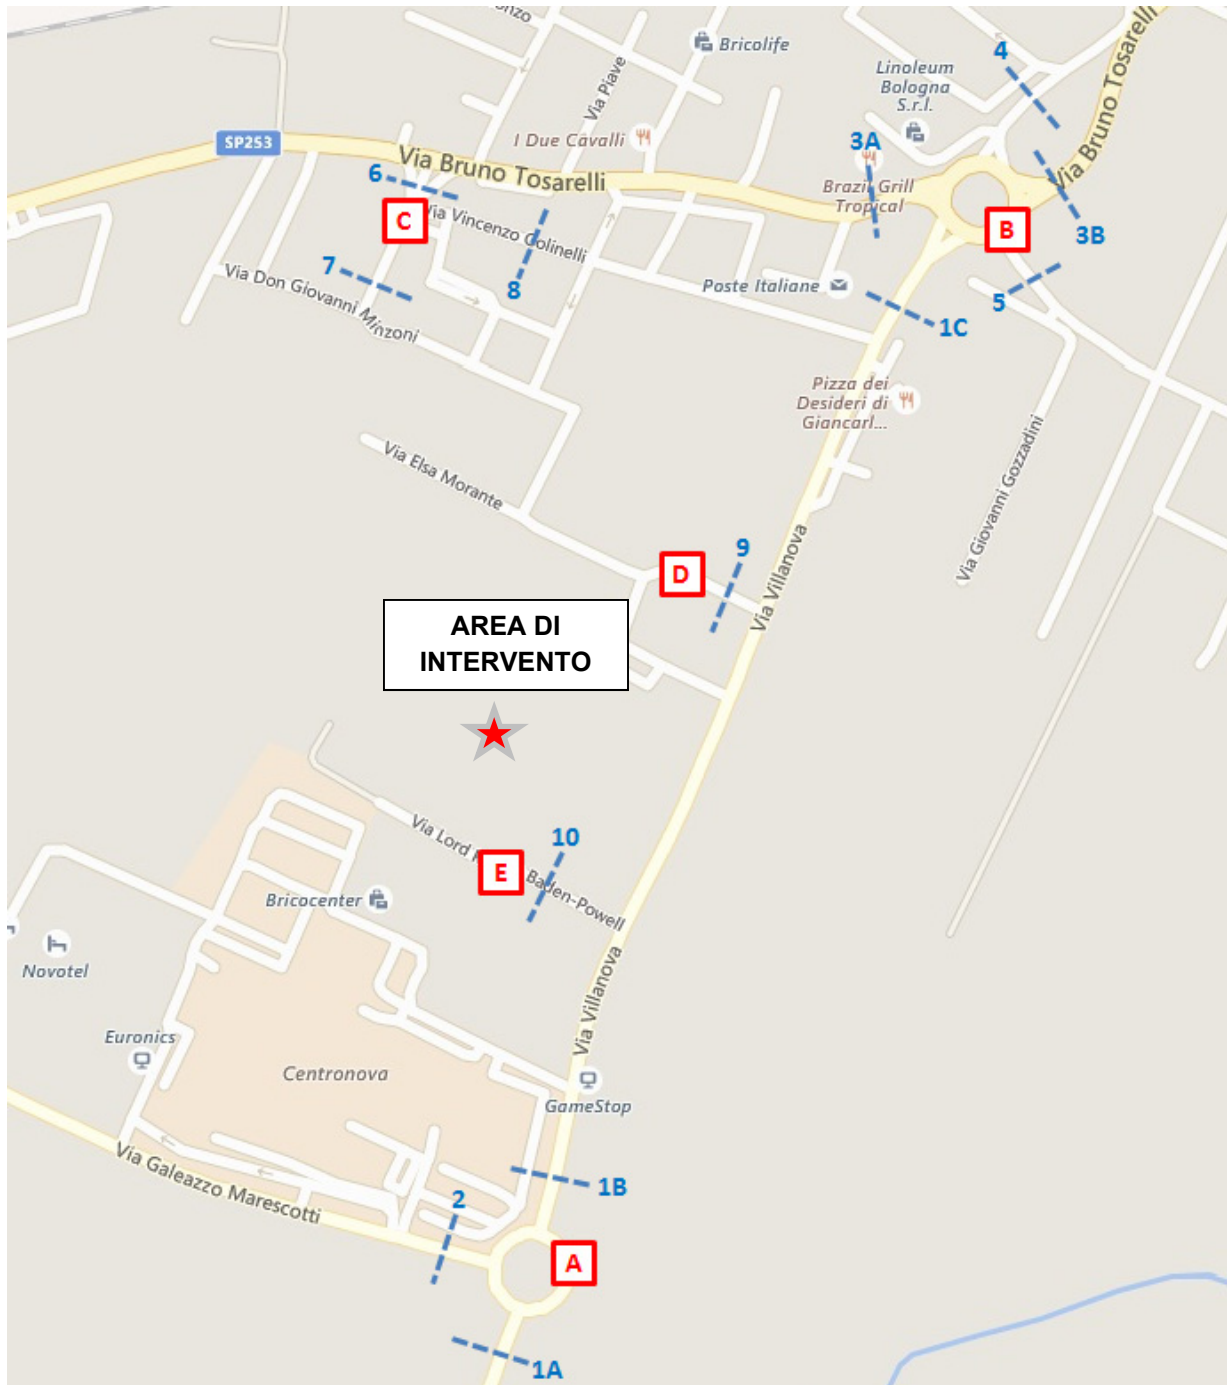 onzo
Bricolife
4
Via Piave
Linoleum
Bologna
S.r.l.
Via Bruno Tosarelli
SP253
I Due Cavalli
3A
Via Bruno Tosarelli
6
Brazil Grill
Tropical
C
Via Vincenzo Colinelli
B
3B
7
Via Don Giovanni Minzoni
8
Poste Italiane
5
1C
Pizza dei
Desideri di
Giancarl...
Via Giovanni Gozzadini
Via Elsa Morante
9
D
Via Villanova
AREA DI
INTERVENTO
10
Via Lord
E
Baden-Powell
Bricocenter
Novotel
Via Villanova
Euronics
Centronova
GameStop
Via Galeazzo Marescotti
1B
2
A
1A